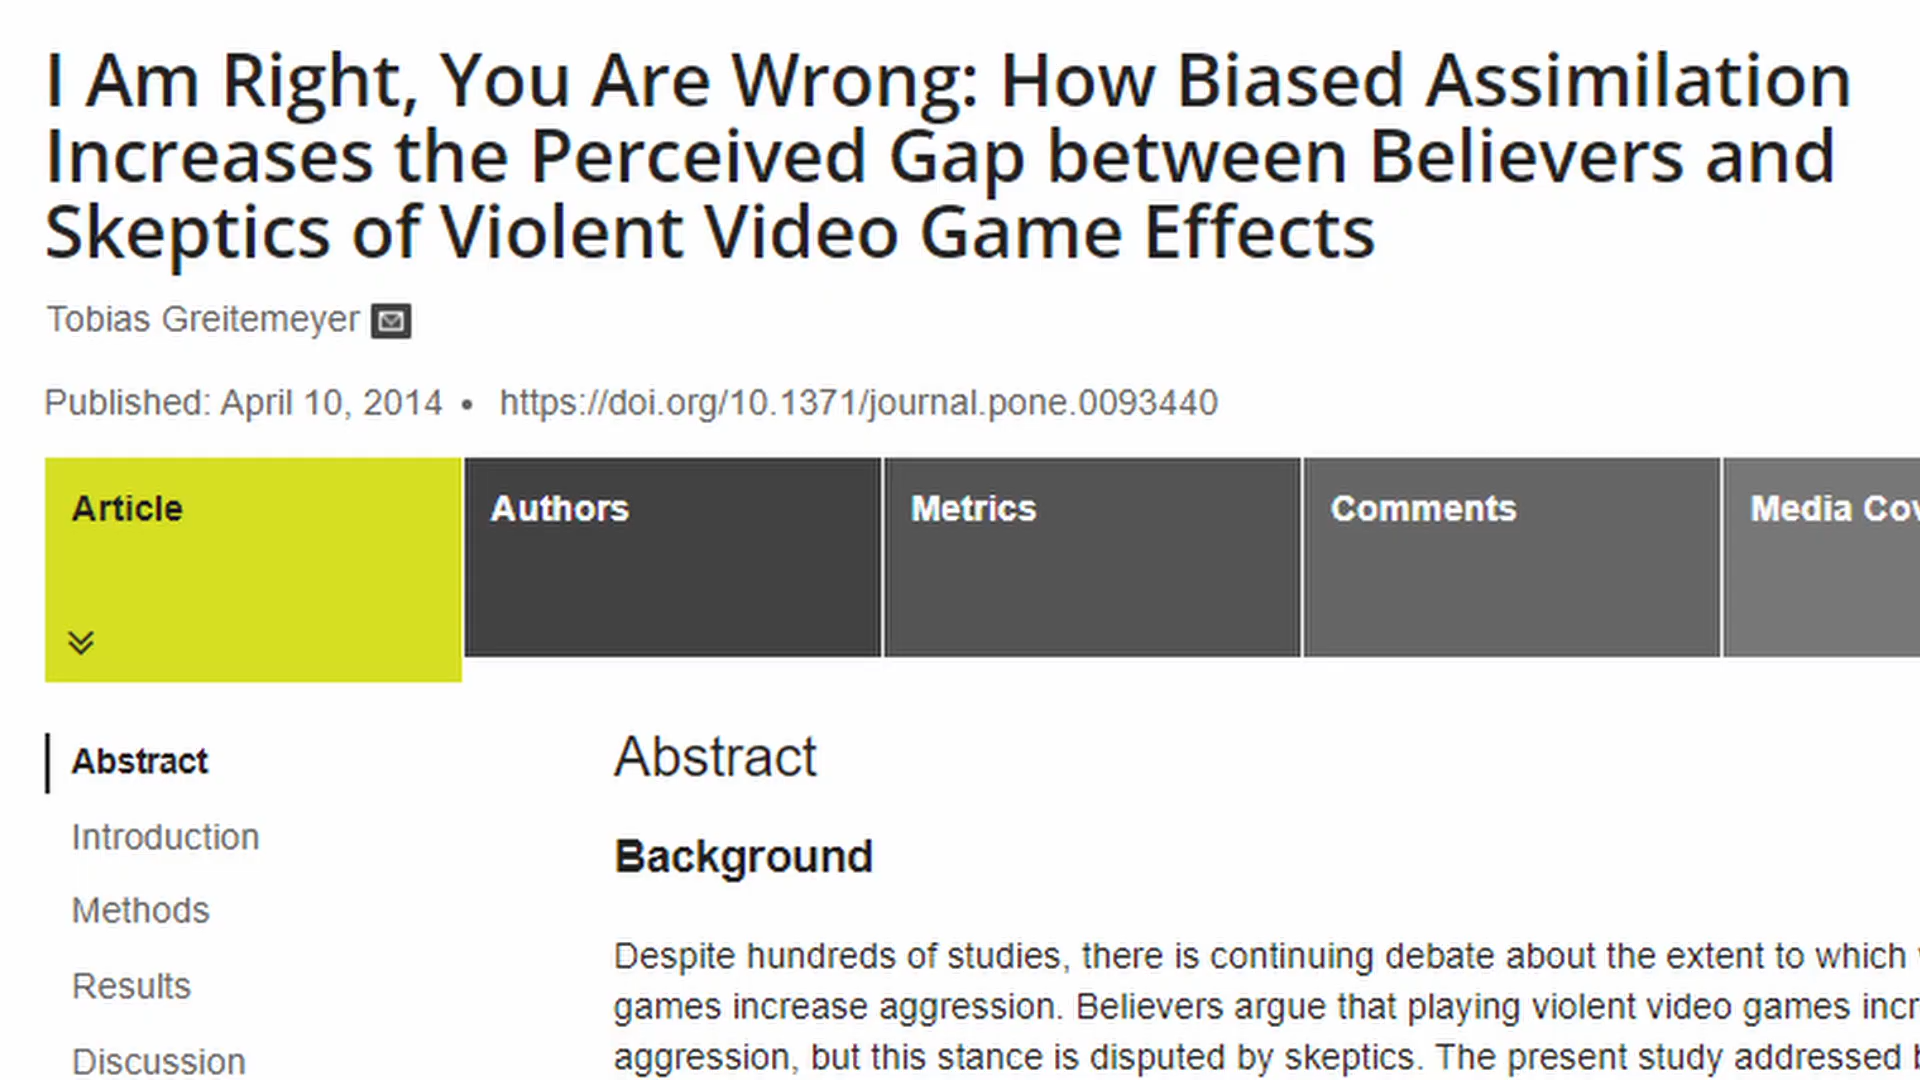 I Am Right, You Are Wrong: How Biased Assimilation
Increases the Perceived Gap between Believers and
Skeptics of Violent Video Game Effects
Tobias Greitemeyer
Published: April 10, 2014 • https://doi.org/10.1371/journal.pone.0093440
Article
Authors
Metrics
Comments
Media
Abstract
Introduction
Methods
Results
Discussion
Abstract
Background
Despite hundreds of studies, there is continuing debate about the extent to which
games increase aggression. Believers argue that playing violent video games
aggression, but this stance is disputed by skeptics. The present study addressed